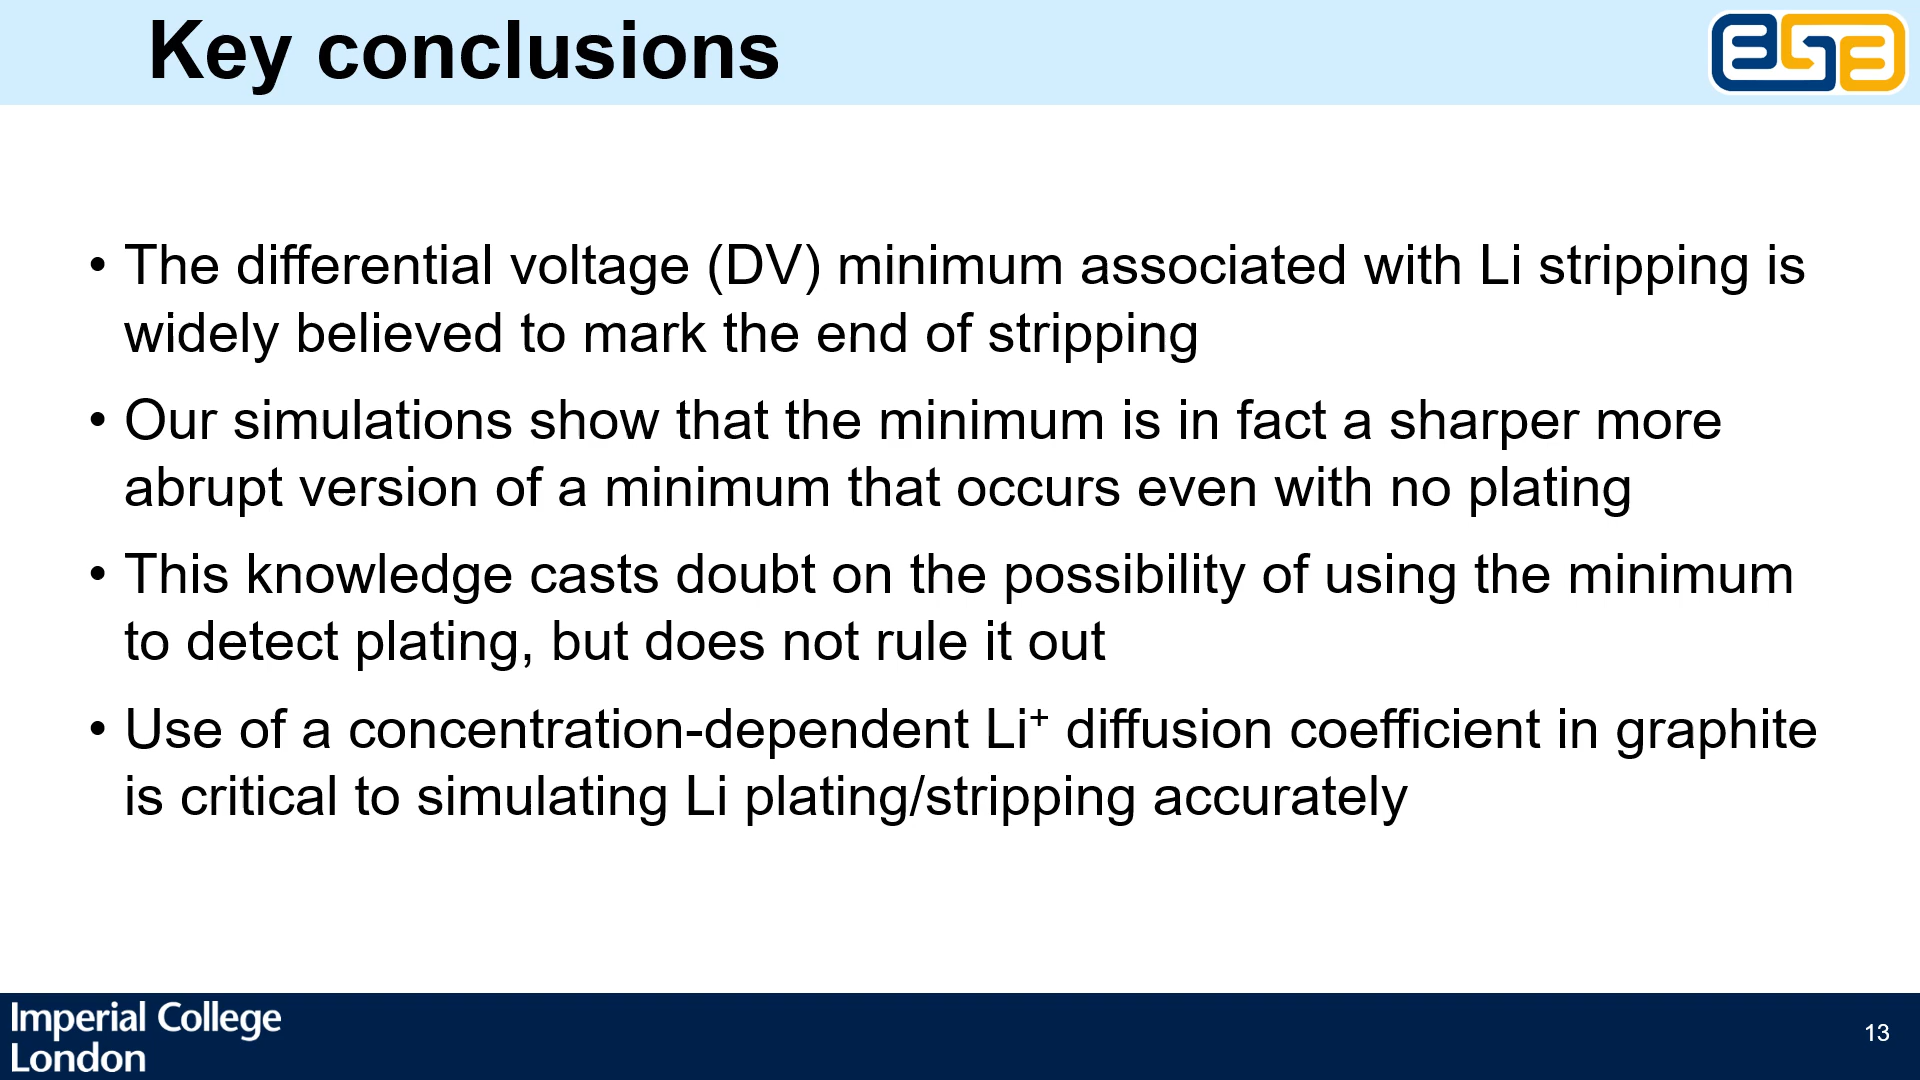 Key conclusions
• The differential voltage (DV) minimum associated with Li stripping is
widely believed to mark the end of stripping
• Our simulations show that the minimum is in fact a sharper more
abrupt version of a minimum that occurs even with no plating
• This knowledge casts doubt on the possibility of using the minimum
to detect plating, but does not rule it out
• Use of a concentration-dependent Li⁺ diffusion coefficient in graphite
is critical to simulating Li plating/stripping accurately
Imperial College
London
13